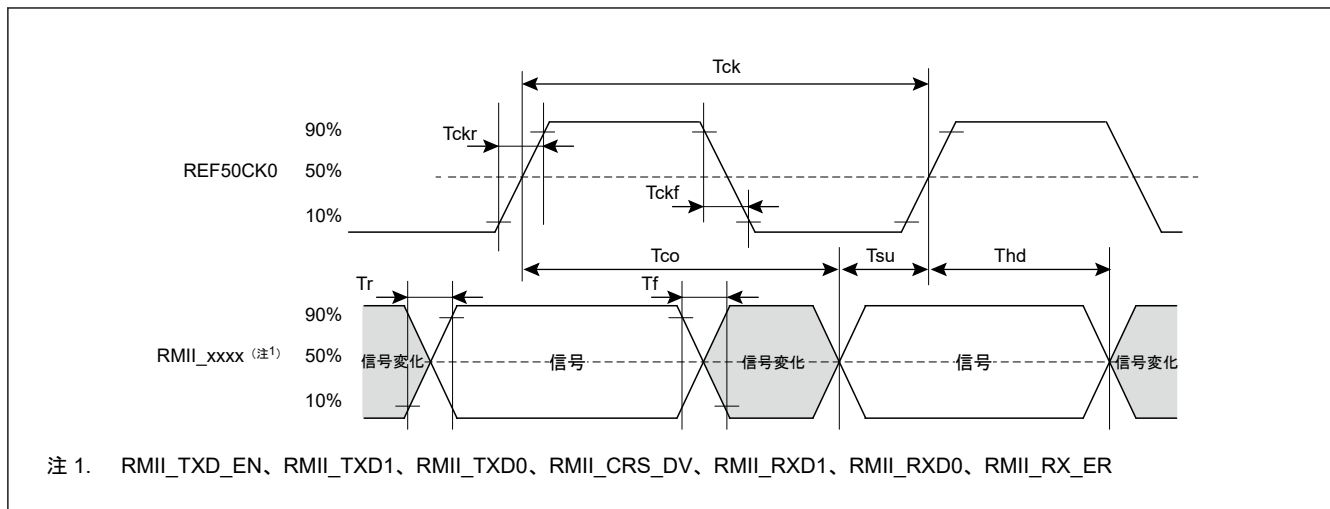 Tck
90%
Tckr
REF50CK0
50%
Tckf
10%
Tco
Tsu
Thd
Tr
Tf
90%
RMII_xxxx（注1）
50%
信号変化
信号
信号変化
信号
信号変化
10%
注 1. RMII_TXD_EN、RMII_TXD1、RMII_TXD0、RMII_CRS_DV、RMII_RXD1、RMII_RXD0、RMII_RX_ER